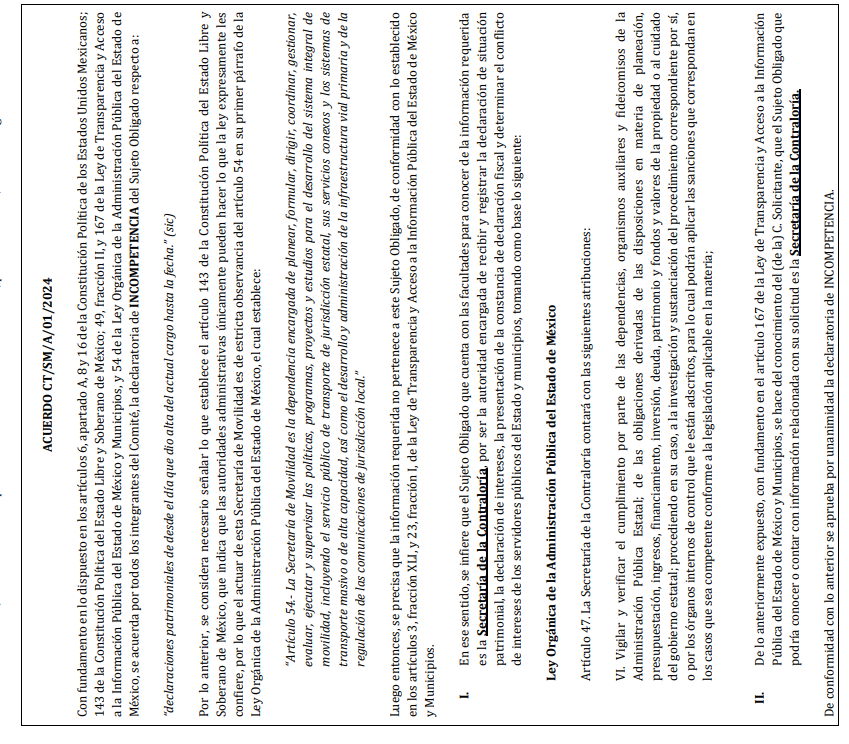 ACUERDO CT/SM/A/01/2024
Con fundamento en lo dispuesto en los artículos 6, apartado A, 8 y 16 de la Constitución Política de los Estados Unidos Mexicanos;
143 de la Constitución Política del Estado Libre y Soberano de México; 49, fracción II, y 167 de la Ley de Transparencia y Acceso
a la Información Pública del Estado de México y Municipios, y 54 de la Ley Orgánica de la Administración Pública del Estado de
México, se acuerda por todos los integrantes del Comité, la declaratoria de INCOMPETENCIA del Sujeto Obligado respecto a:
“declaraciones patrimoniales de desde el día que dio alta del actual cargo hasta la fecha.” (sic)
Por lo anterior, se considera necesario señalar lo que establece el artículo 143 de la Constitución Política del Estado Libre y
Soberano de México, que indica que las autoridades administrativas únicamente pueden hacer lo que la ley expresamente les
confiere, por lo que el actuar de esta Secretaría de Movilidad es de estricta observancia del artículo 54 en su primer párrafo de la
Ley Orgánica de la Administración Pública del Estado de México, el cual establece:
“Artículo 54.- La Secretaría de Movilidad es la dependencia encargada de planear, formular, dirigir, coordinar, gestionar,
evaluar, ejecutar y supervisar las políticas, programas, proyectos y estudios para el desarrollo del sistema integral de
movilidad, incluyendo el servicio público de transporte de jurisdicción estatal, sus servicios conexos y los sistemas de
transporte masivo o de alta capacidad, así como el desarrollo y administración de la infraestructura vial primaria y de la
regulación de las comunicaciones de jurisdicción local.”
Luego entonces, se precisa que la información requerida no pertenece a este Sujeto Obligado, de conformidad con lo establecido
en los artículos 3, fracción XLI, y 23, fracción I, de la Ley de Transparencia y Acceso a la Información Pública del Estado de México
y Municipios.
I. En ese sentido, se infiere que el Sujeto Obligado que cuenta con las facultades para conocer de la información requerida
es la Secretaría de la Contraloría, por ser la autoridad encargada de recibir y registrar la declaración de situación
patrimonial, la declaración de intereses, la presentación de la constancia de declaración fiscal y determinar el conflicto
de intereses de los servidores públicos del Estado y municipios, tomando como base lo siguiente:
Ley Orgánica de la Administración Pública del Estado de México
Artículo 47. La Secretaría de la Contraloría contará con las siguientes atribuciones:
VI. Vigilar y verificar el cumplimiento por parte de las dependencias, organismos auxiliares y fideicomisos de la
Administración Pública Estatal; de las obligaciones derivadas de las disposiciones en materia de planeación,
presupuestación, ingresos, financiamiento, inversión, deuda, patrimonio y fondos y valores de la propiedad o al cuidado
del gobierno estatal; procediendo en su caso, a la investigación y sustanciación del procedimiento correspondiente por sí,
o por los órganos internos de control que le están adscritos, para lo cual podrán aplicar las sanciones que correspondan en
los casos que sea competente conforme a la legislación aplicable en la materia;
II. De lo anteriormente expuesto, con fundamento en el artículo 167 de la Ley de Transparencia y Acceso a la Información
Pública del Estado de México y Municipios, se hace del conocimiento del (de la) C. Solicitante, que el Sujeto Obligado que
podría conocer o contar con información relacionada con su solicitud es la Secretaría de la Contraloría.
De conformidad con lo anterior se aprueba por unanimidad la declaratoria de INCOMPETENCIA.